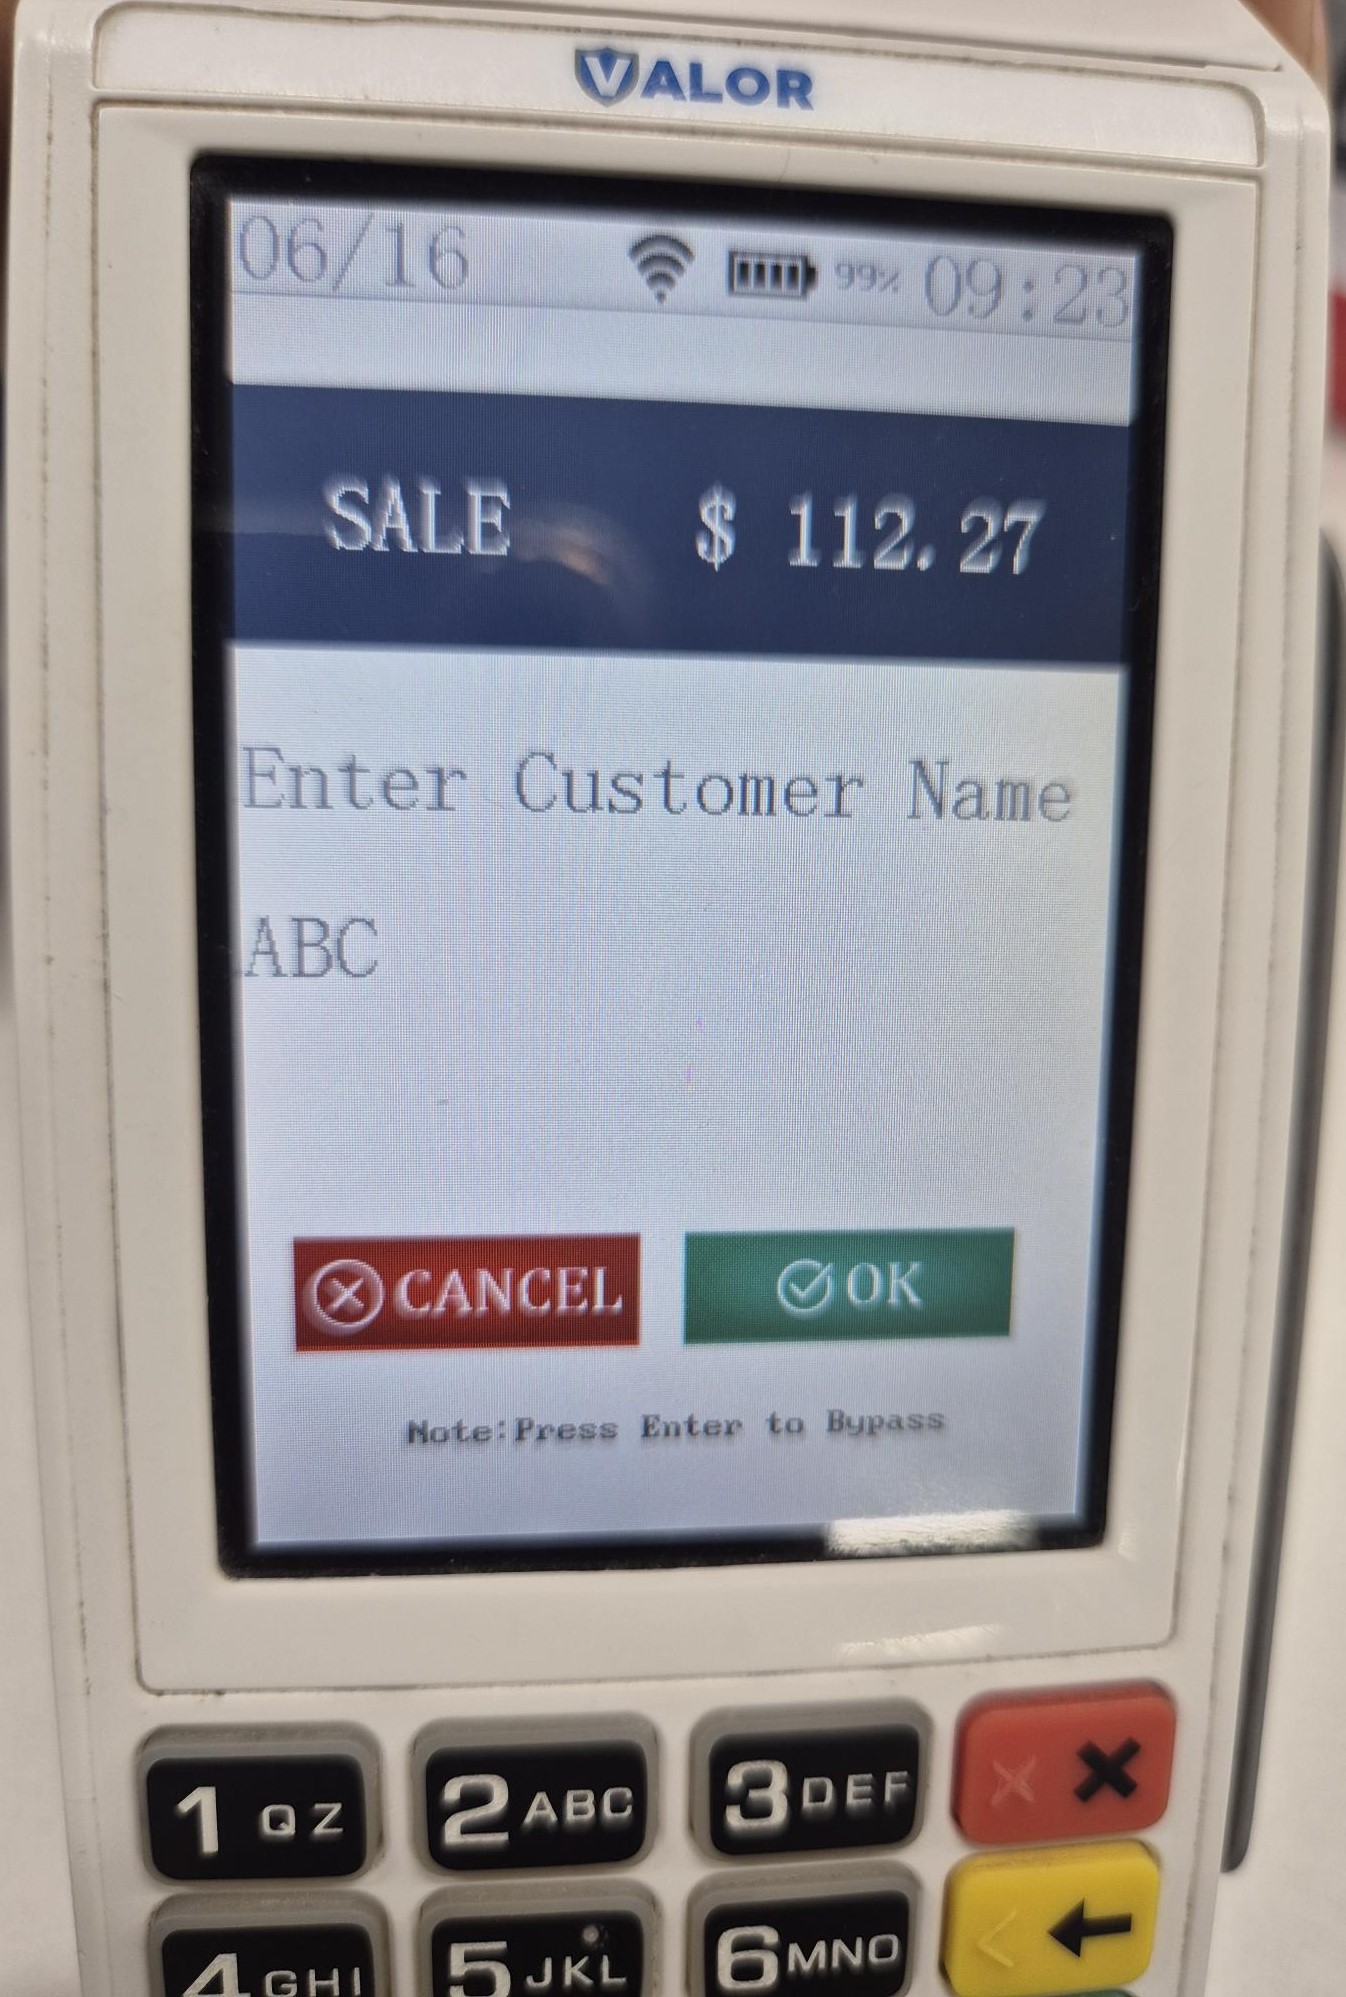 VALOR
06/16 99% 09:23
SALE $ 112.27
Enter Customer Name
ABC
CANCEL OK
Note:Press Enter to Bypass
1 QZ 2 ABC 3 DEF
4 GHI 5 JKL 6 MNO